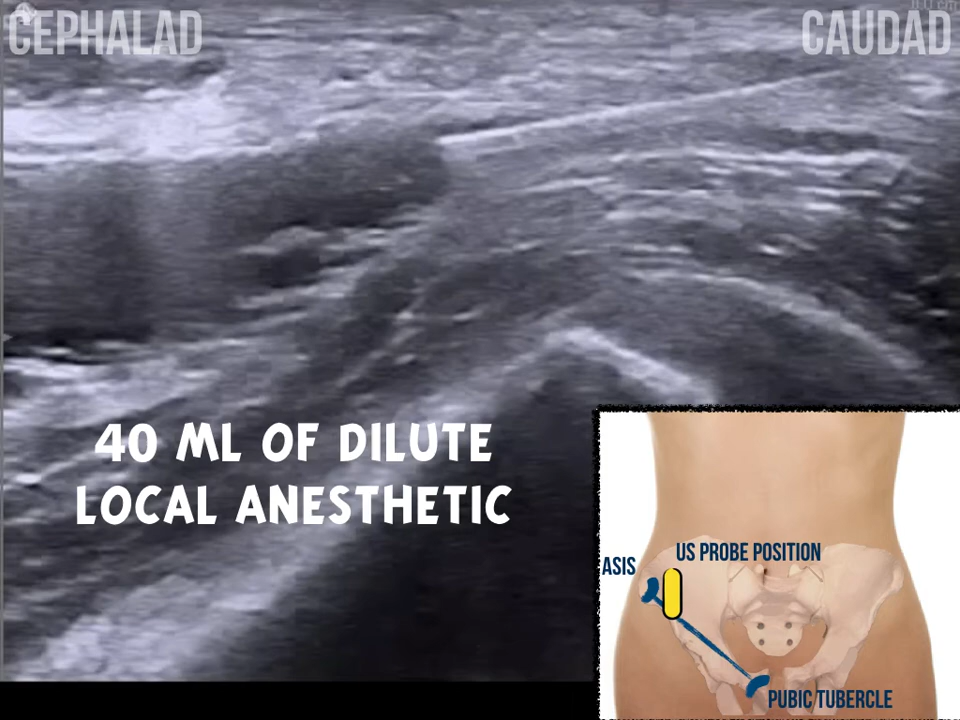 CEPHALAD
CAUDAD
40 ML OF DILUTE
LOCAL ANESTHETIC
US PROBE POSITION
ASIS
PUBIC TUBERCLE